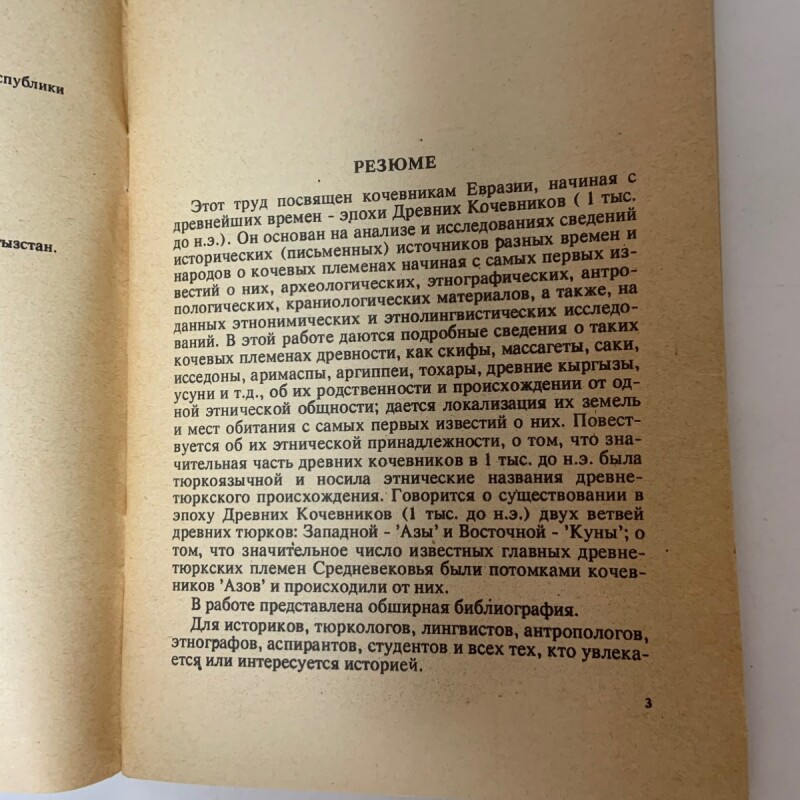 спублики
ызстан.
РЕЗЮМЕ
Этот труд посвящен кочевникам Евразии, начиная с
древнейших времен - эпохи Древних Кочевников ( 1 тыс.
до н.э.). Он основан на анализе и исследованиях сведений
исторических (письменных) источников разных времен и
народов о кочевых племенах начиная с самых первых из-
вестий о них, археологических, этнографических, антро-
пологических, краниологических материалов, а также, на
данных этнонимических и этнолингвистических исследо-
ваний. В этой работе даются подробные сведения о таких
кочевых племенах древности, как скифы, массагеты, саки,
исседоны, аримаспы, аргиппеи, тохары, древние кыргызы,
усуни и т.д., об их родственности и происхождении от од-
ной этнической общности; дается локализация их земель
и мест обитания с самых первых известий о них. Повест-
вуется об их этнической принадлежности, о том, что зна-
чительная часть древних кочевников в 1 тыс. до н.э. была
тюркоязычной и носила этнические названия древне-
тюркского происхождения. Говорится о существовании в
эпоху Древних Кочевников (1 тыс. до н.э.) двух ветвей
древних тюрков: Западной - 'Азы' и Восточной - 'Куны'; о
том, что значительное число известных главных древне-
тюркских племен Средневековья были потомками кочев-
ников 'Азов' и происходили от них.
В работе представлена обширная библиография.
Для историков, тюркологов, лингвистов, антропологов,
этнографов, аспирантов, студентов и всех тех, кто увлека-
ется или интересуется историей.
3